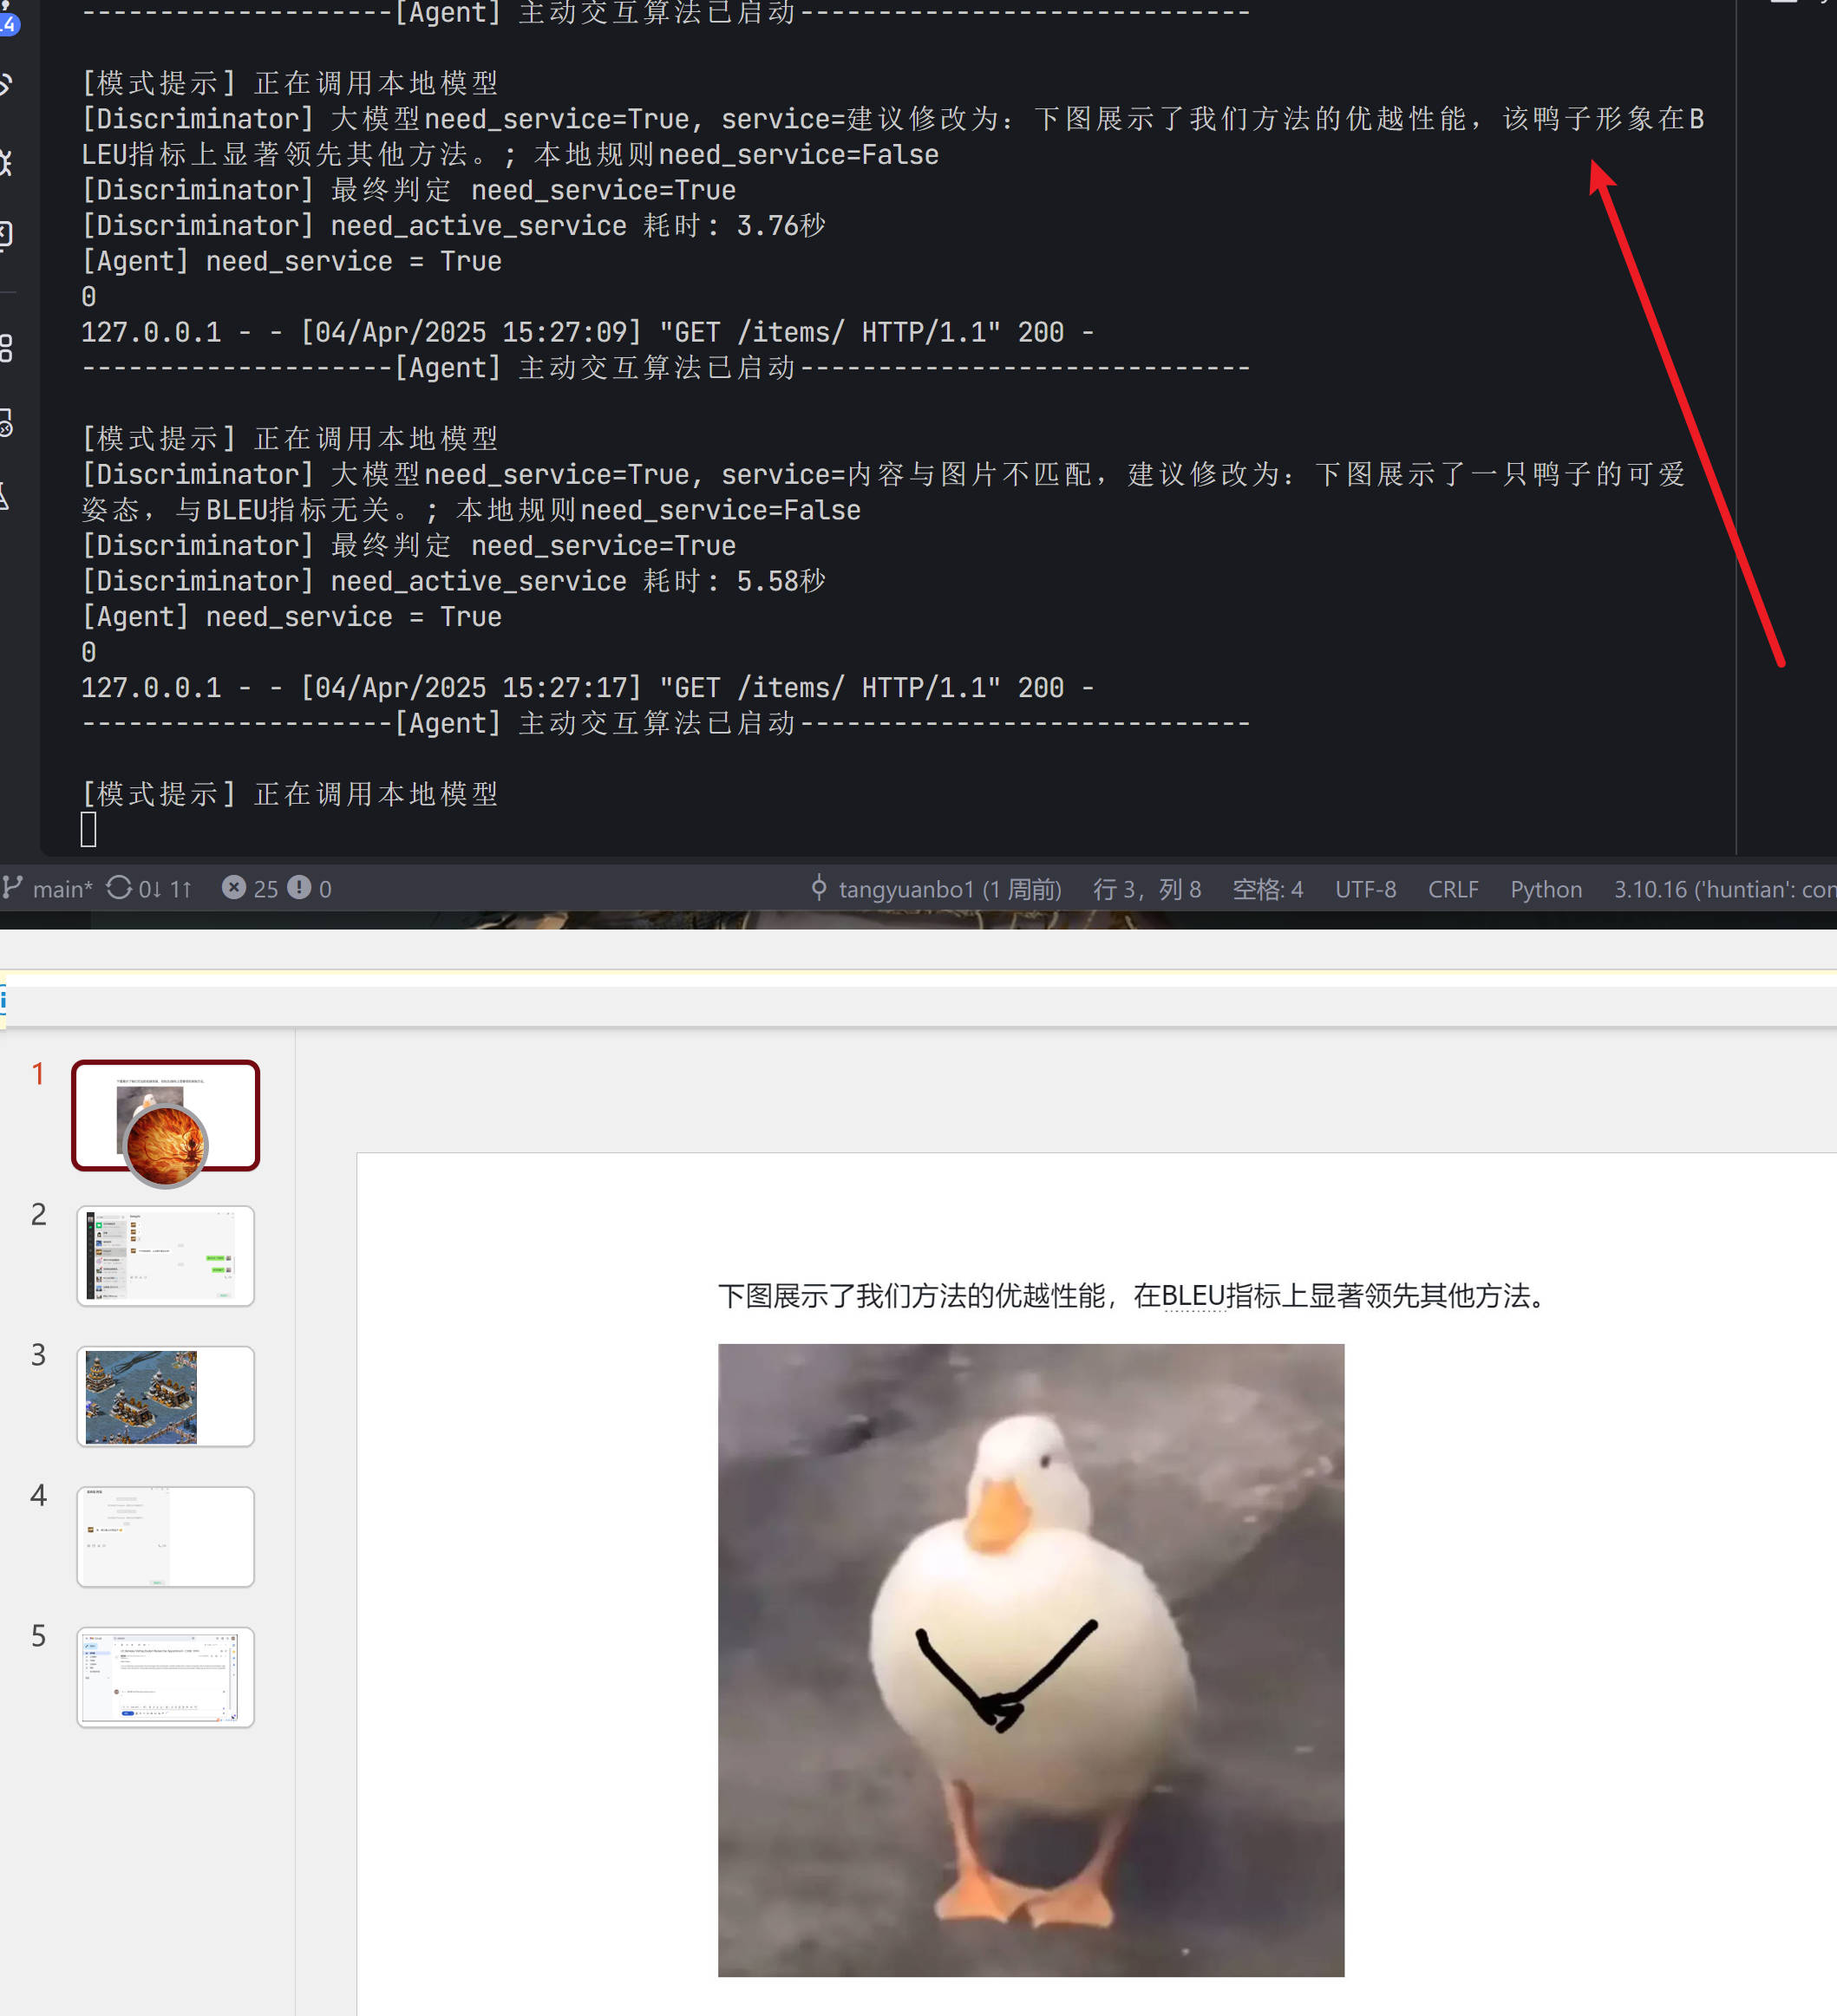 --------------------[Agent] 主动交互算法已启动-----------------------------
[模式提示] 正在调用本地模型
[Discriminator] 大模型need_service=True, service=建议修改为：下图展示了我们方法的优越性能，该鸭子形象在B
LEU指标上显著领先其他方法。; 本地规则need_service=False
[Discriminator] 最终判定 need_service=True
[Discriminator] need_active_service 耗时: 3.76秒
[Agent] need_service = True
0
127.0.0.1 - - [04/Apr/2025 15:27:09] "GET /items/ HTTP/1.1" 200 -
--------------------[Agent] 主动交互算法已启动-----------------------------
[模式提示] 正在调用本地模型
[Discriminator] 大模型need_service=True, service=内容与图片不匹配，建议修改为：下图展示了一只鸭子的可爱
姿态，与BLEU指标无关。; 本地规则need_service=False
[Discriminator] 最终判定 need_service=True
[Discriminator] need_active_service 耗时: 5.58秒
[Agent] need_service = True
0
127.0.0.1 - - [04/Apr/2025 15:27:17] "GET /items/ HTTP/1.1" 200 -
--------------------[Agent] 主动交互算法已启动-----------------------------
[模式提示] 正在调用本地模型
main* 0↓ 1↑ 25 0 tangyuanbo1 (1 周前) 行 3，列 8 空格: 4 UTF-8 CRLF Python 3.10.16 ('huntian': con
1
2
3
4
5
下图展示了我们方法的优越性能，在BLEU指标上显著领先其他方法。